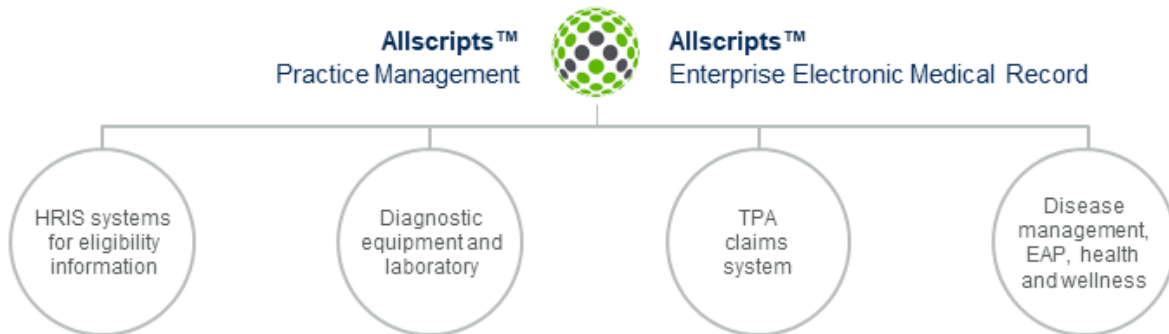 Allscripts™
Practice Management
Allscripts™
Enterprise Electronic Medical Record
HRIS systems
for eligibility
information
Diagnostic
equipment and
laboratory
TPA
claims
system
Disease
management,
EAP, health
and wellness